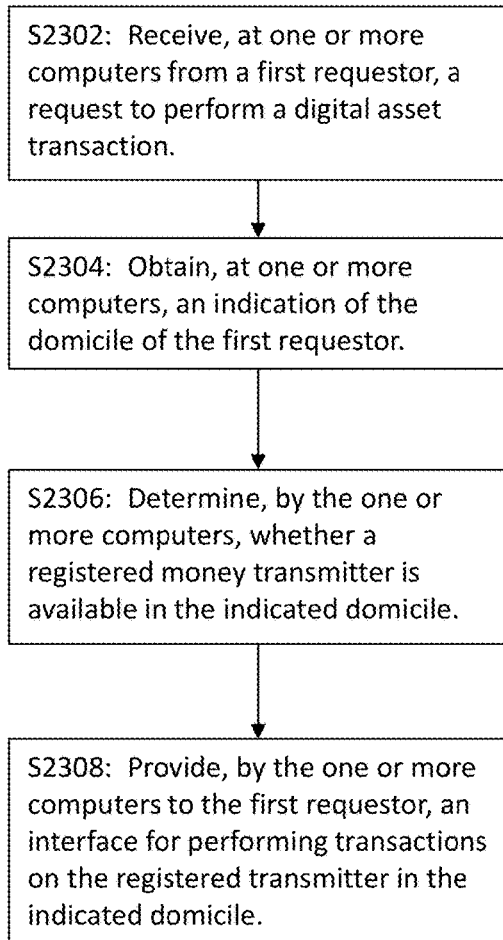 S2302: Receive, at one or more
computers from a first requestor, a
request to perform a digital asset
transaction.
S2304: Obtain, at one or more
computers, an indication of the
domicile of the first requestor.
S2306: Determine, by the one or
more computers, whether a
registered money transmitter is
available in the indicated domicile.
S2308: Provide, by the one or more
computers to the first requestor, an
interface for performing transactions
on the registered transmitter in the
indicated domicile.